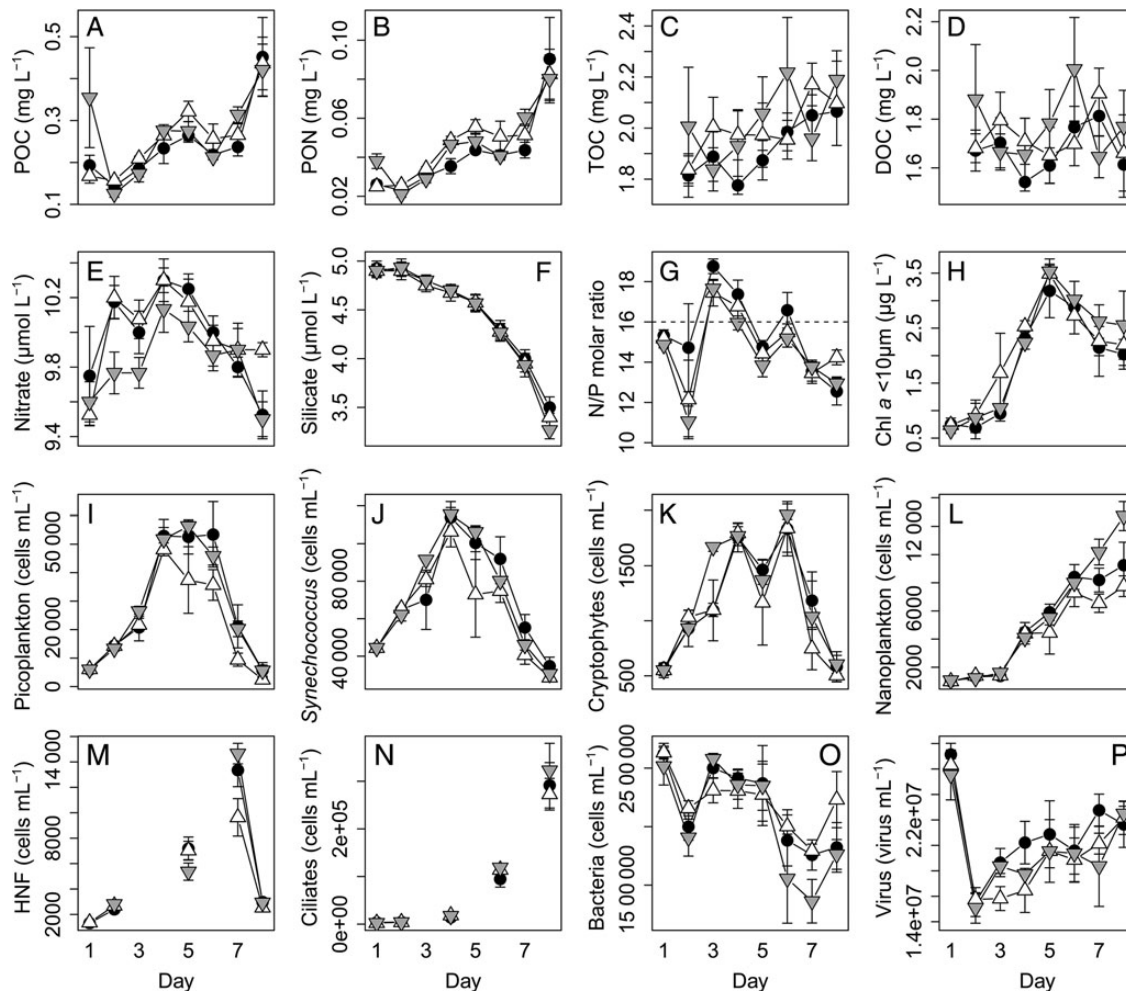 A
POC (mg L⁻¹)
0.1 0.3 0.5
B
PON (mg L⁻¹)
0.02 0.06 0.10
C
TOC (mg L⁻¹)
1.8 2.0 2.2 2.4
D
DOC (mg L⁻¹)
1.6 1.8 2.0 2.2
E
Nitrate (µmol L⁻¹)
9.4 9.8 10.2
F
Silicate (µmol L⁻¹)
3.5 4.0 4.5 5.0
G
N/P molar ratio
10 12 14 16 18
H
Chl a <10µm (µg L⁻¹)
0.5 1.5 2.5 3.5
I
Picoplankton (cells mL⁻¹)
0 20 000 50 000
J
Synechococcus (cells mL⁻¹)
40 000 80 000
K
Cryptophytes (cells mL⁻¹)
500 1500
L
Nanoplankton (cells mL⁻¹)
2000 6000 12 000
M
HNF (cells mL⁻¹)
2000 8000 14 000
N
Ciliates (cells mL⁻¹)
0e+00 2e+05
O
Bacteria (cells mL⁻¹)
15 00 000 25 00 000
P
Virus (virus mL⁻¹)
1.4e+07 2.2e+07
1 3 5 7
Day
1 3 5 7
Day
1 3 5 7
Day
1 3 5 7
Day